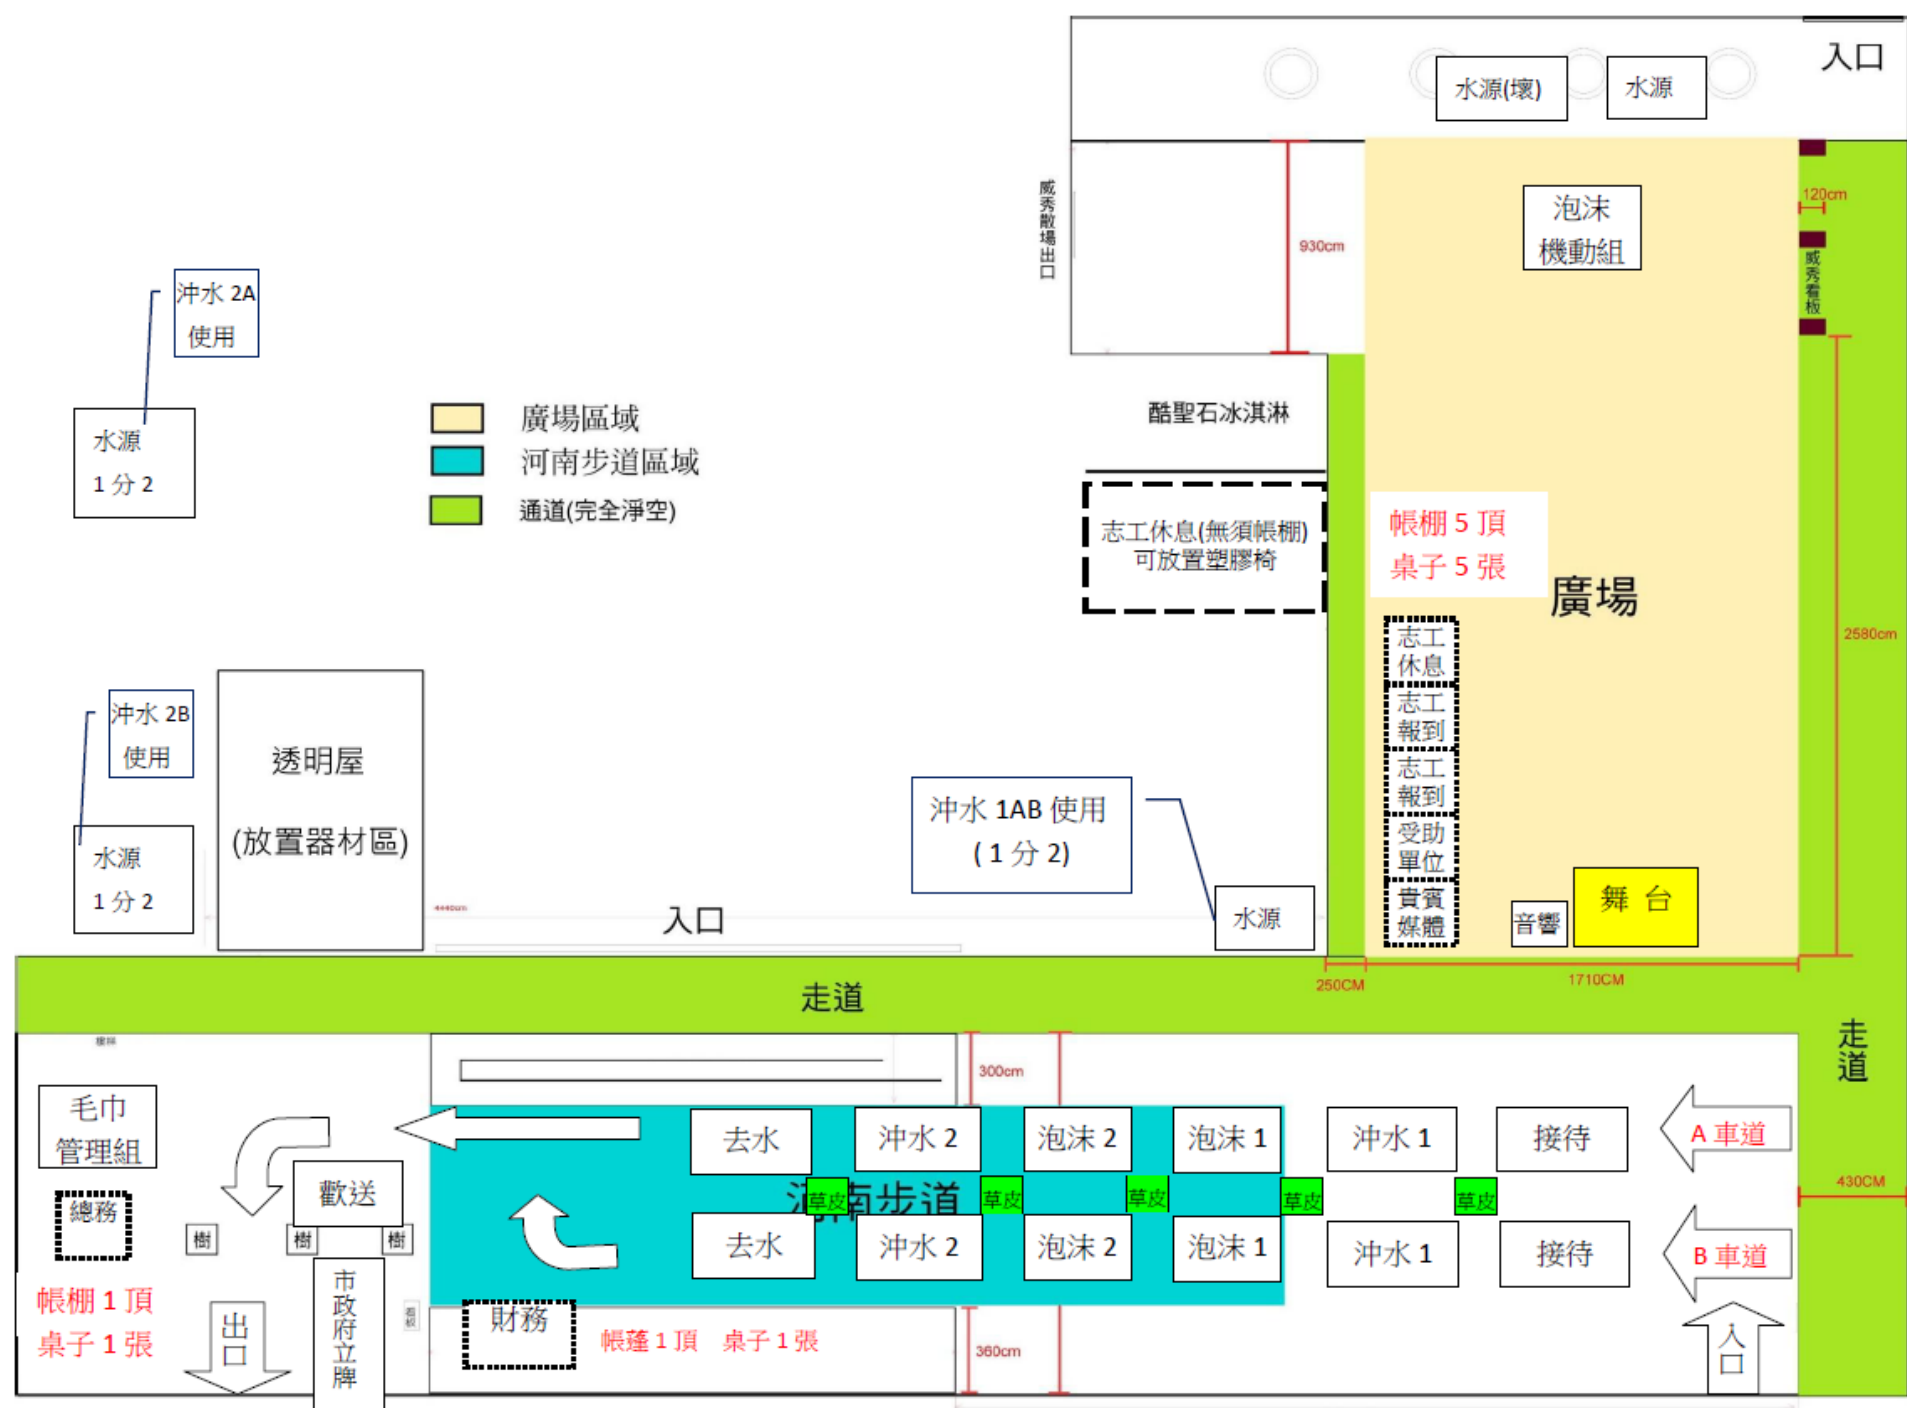 入口
水源(壞)
水源
威秀散場出口
930cm
泡沫
機動組
120cm
威秀看板
沖水 2A
使用
水源
1 分 2
廣場區域
河南步道區域
通道(完全淨空)
酷聖石冰淇淋
志工休息(無須帳棚)
可放置塑膠椅
帳棚 5 頂
桌子 5 張
廣場
2580cm
志工
休息
志工
報到
志工
報到
受助
單位
貴賓
媒體
音響
舞 台
沖水 2B
使用
水源
1 分 2
透明屋
(放置器材區)
4440cm
入口
沖水 1AB 使用
( 1 分 2)
水源
250CM
1710CM
走道
走道
430CM
300cm
毛巾
管理組
總務
帳棚 1 頂
桌子 1 張
歡送
樹
樹
樹
出口
市政府立牌
看板
去水
沖水 2
泡沫 2
泡沫 1
沖水 1
接待
A 車道
河南步道
草皮
草皮
草皮
草皮
草皮
去水
沖水 2
泡沫 2
泡沫 1
沖水 1
接待
B 車道
財務
帳蓬 1 頂 桌子 1 張
360cm
入口